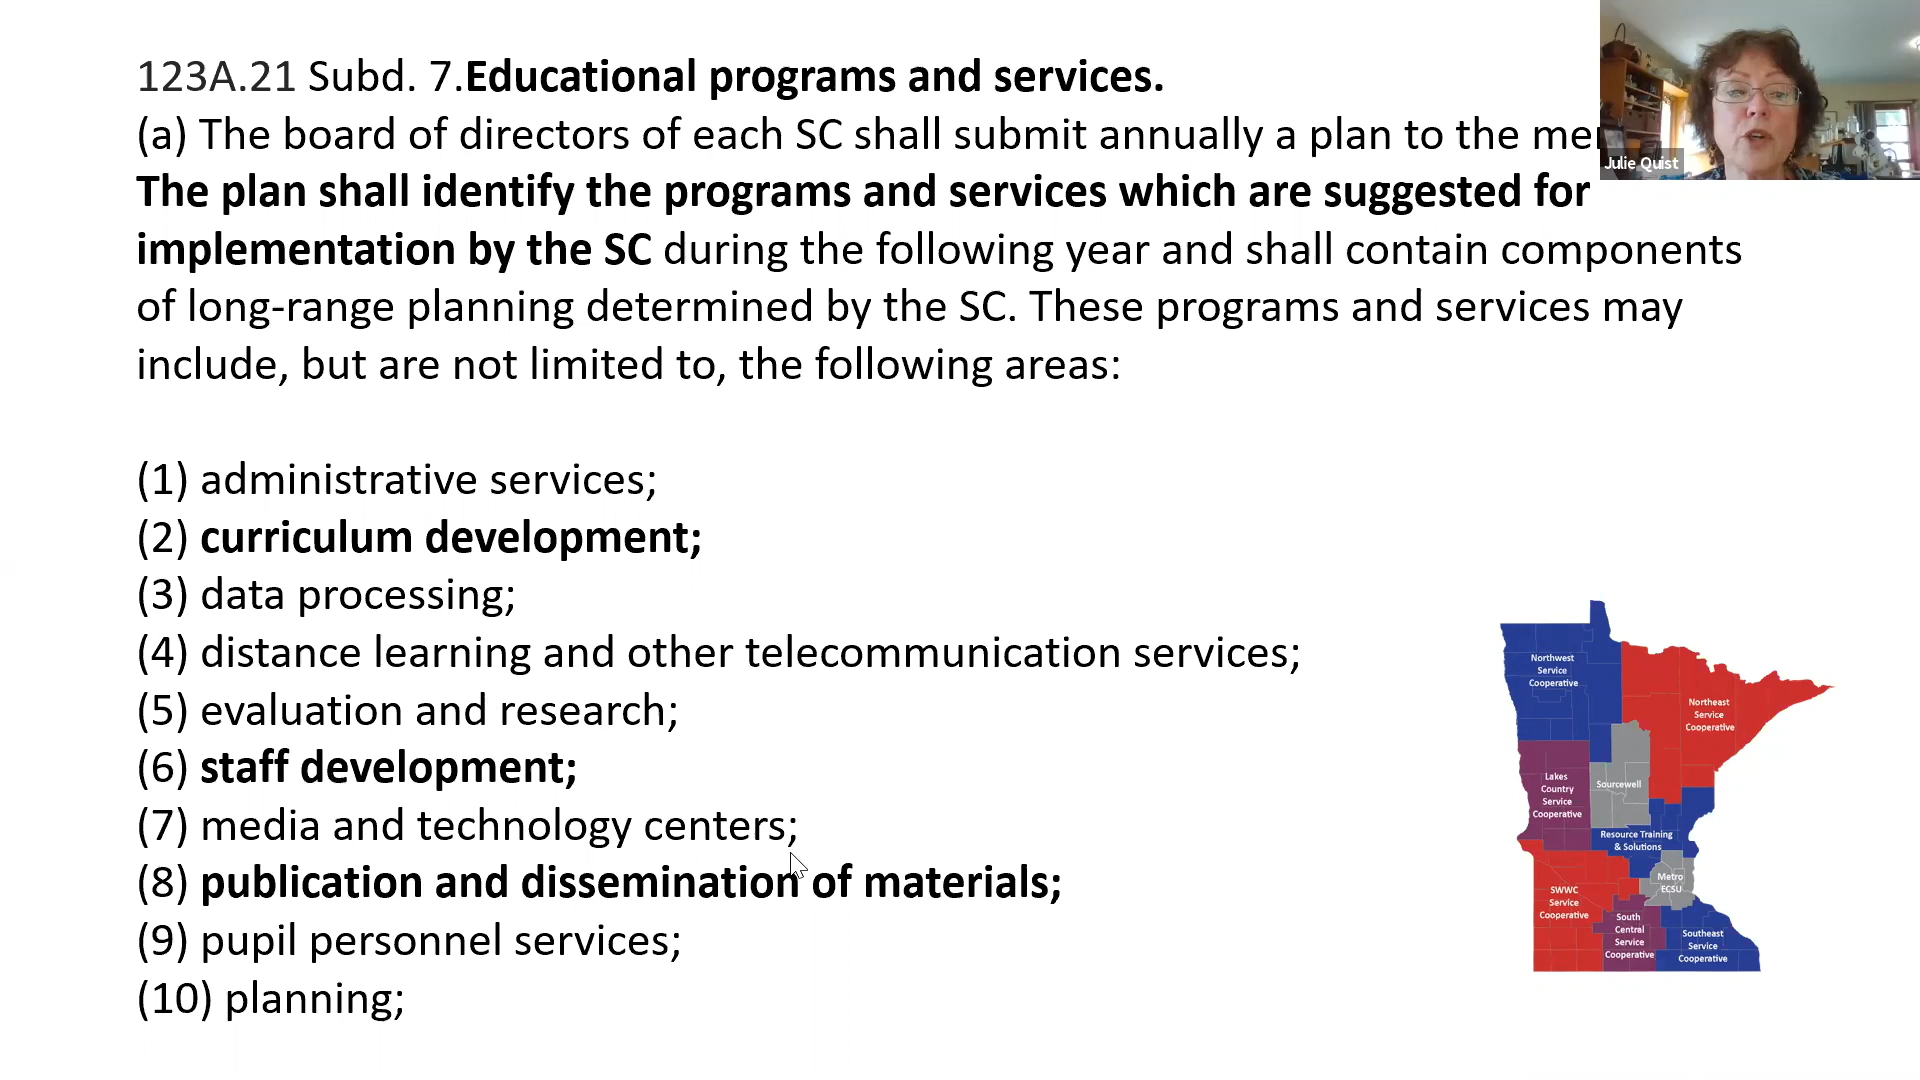 123A.21 Subd. 7.Educational programs and services.
(a) The board of directors of each SC shall submit annually a plan to the
The plan shall identify the programs and services which are suggested for
implementation by the SC during the following year and shall contain components
of long-range planning determined by the SC. These programs and services may
include, but are not limited to, the following areas:
(1) administrative services;
(2) curriculum development;
(3) data processing;
(4) distance learning and other telecommunication services;
(5) evaluation and research;
(6) staff development;
(7) media and technology centers;
(8) publication and dissemination of materials;
(9) pupil personnel services;
(10) planning;
Julie Quist
Northwest
Service
Cooperative
Northeast
Service
Cooperative
Lakes
Country
Service
Cooperative
Sourcewell
Resource Training
& Solutions
Metro
ECSU
SWWC
Service
Cooperative
South
Central
Service
Cooperative
Southeast
Service
Cooperative